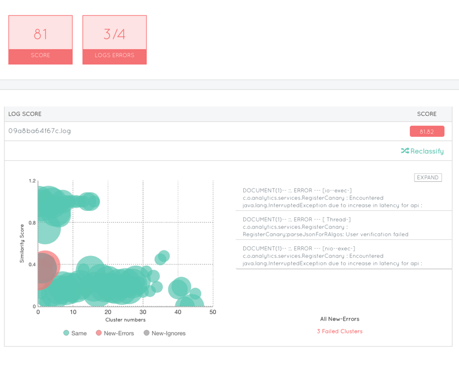 81
3/4
SCORE
LOGS ERRORS
LOG SCORE
SCORE
09a8ba64f67c.log
81.82
Reclassify
EXPAND
DOCUMENT(1)-- :: ERROR --- [io--exec-]
c.o.analytics.services.RegisterCanary : Encountered
java.lang.InterruptedException due to increase in latency for api :
DOCUMENT(1)-- :: ERROR --- [ Thread-]
c.o.analytics.services.RegisterCanary :
RegisterCanary.parseJsonForRAlgos: User verification failed
DOCUMENT(1)-- :: ERROR --- [nio-exec-]
c.o.analytics.services.RegisterCanary : Encountered
java.lang.InterruptedException due to increase in latency for api :
1.2
0.8
0.4
0
Similarity Score
0
10
20
30
40
50
Cluster numbers
Same
New-Errors
New-Ignores
All New-Errors
3 Failed Clusters